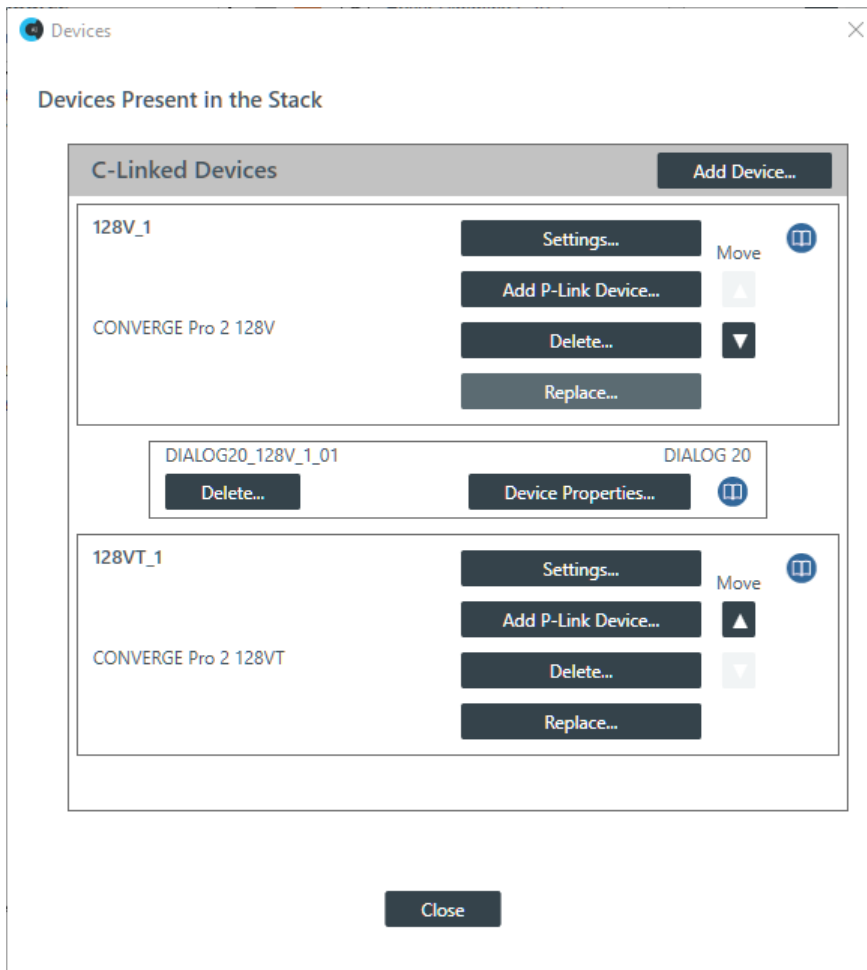 Devices
Devices Present in the Stack
C-Linked Devices
Add Device...
128V_1
Settings...
Move
Add P-Link Device...
CONVERGE Pro 2 128V
Delete...
Replace...
DIALOG20_128V_1_01
DIALOG 20
Delete...
Device Properties...
128VT_1
Settings...
Move
Add P-Link Device...
CONVERGE Pro 2 128VT
Delete...
Replace...
Close